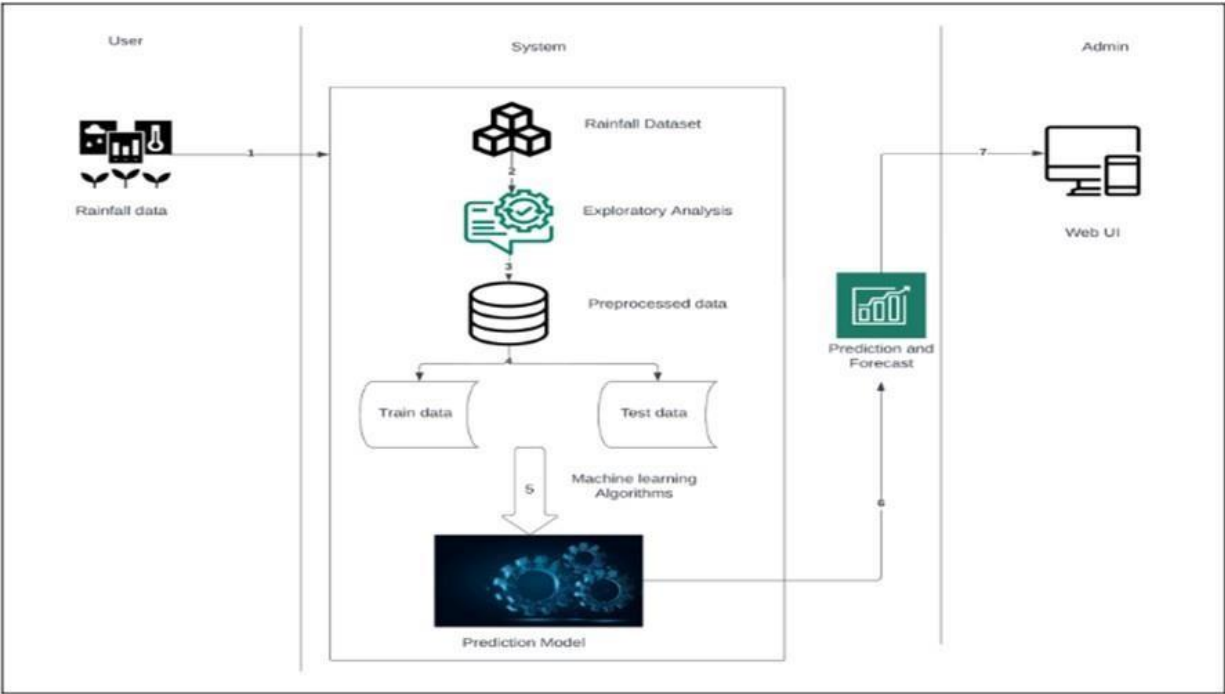 User
System
Admin
Rainfall Dataset
1
2
7
Rainfall data
Exploratory Analysis
Web UI
3
Preprocessed data
Prediction and
Forecast
4
Train data
Test data
5
Machine learning
Algorithms
6
Prediction Model